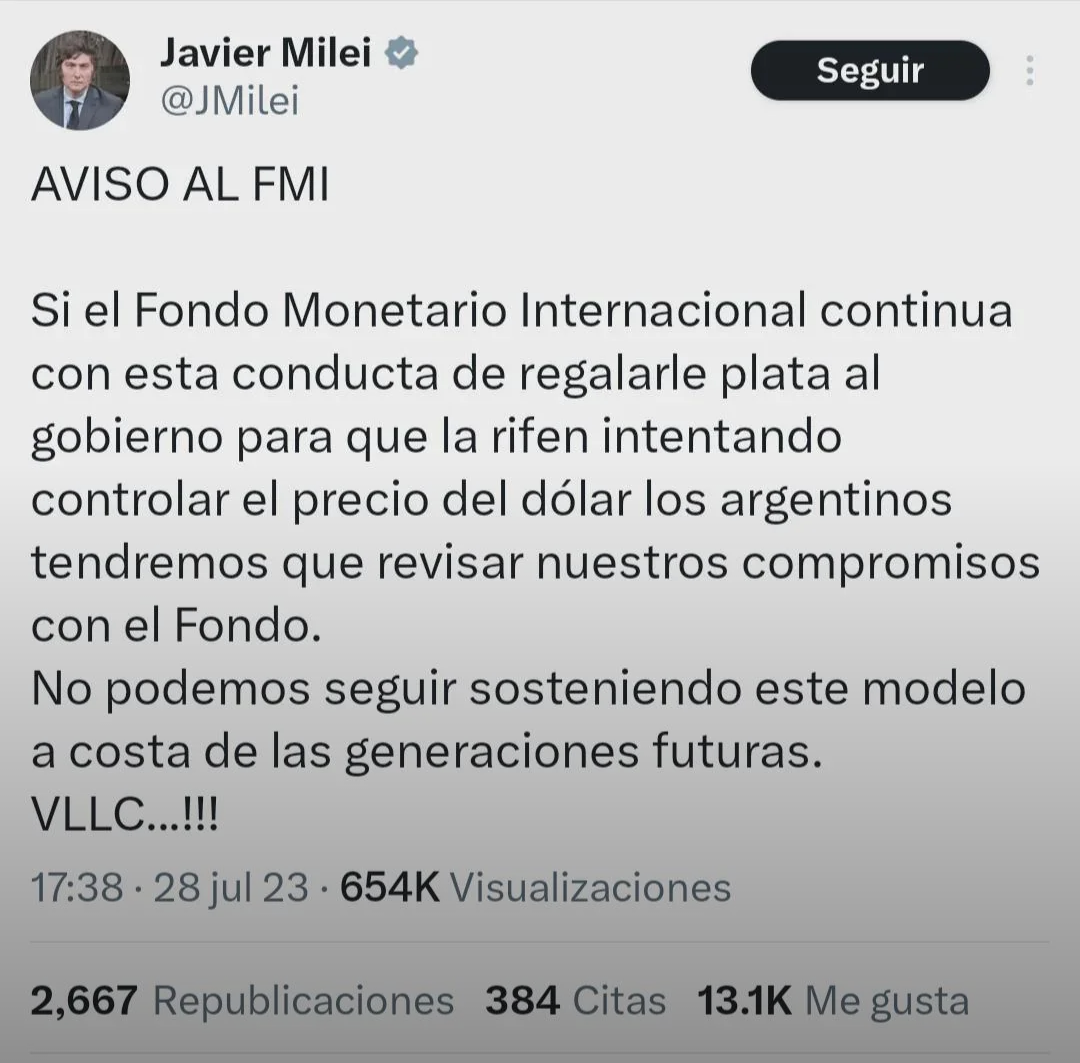 Javier Milei
@JMilei
Seguir
AVISO AL FMI
Si el Fondo Monetario Internacional continua
con esta conducta de regalarle plata al
gobierno para que la rifen intentando
controlar el precio del dólar los argentinos
tendremos que revisar nuestros compromisos
con el Fondo.
No podemos seguir sosteniendo este modelo
a costa de las generaciones futuras.
VLLC...!!!
17:38 · 28 jul 23 · 654K Visualizaciones
2,667 Republicaciones 384 Citas 13.1K Me gusta